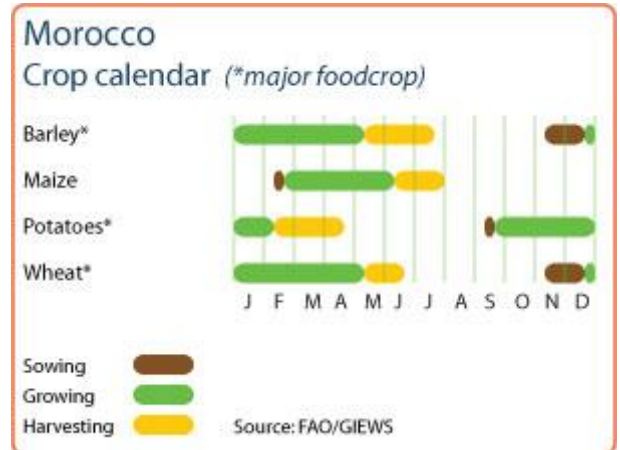 Morocco
Crop calendar (*major foodcrop)
Barley*
Maize
Potatoes*
Wheat*
J F M A M J J A S O N D
Sowing
Growing
Harvesting
Source: FAO/GIEWS